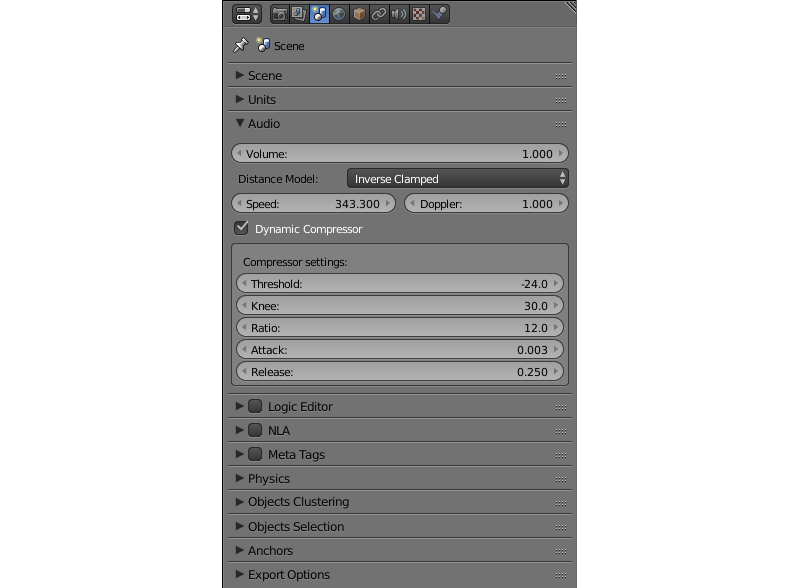 Scene
Scene
Units
Audio
Volume: 1.000
Distance Model: Inverse Clamped
Speed: 343.300 Doppler: 1.000
Dynamic Compressor
Compressor settings:
Threshold: -24.0
Knee: 30.0
Ratio: 12.0
Attack: 0.003
Release: 0.250
Logic Editor
NLA
Meta Tags
Physics
Objects Clustering
Objects Selection
Anchors
Export Options